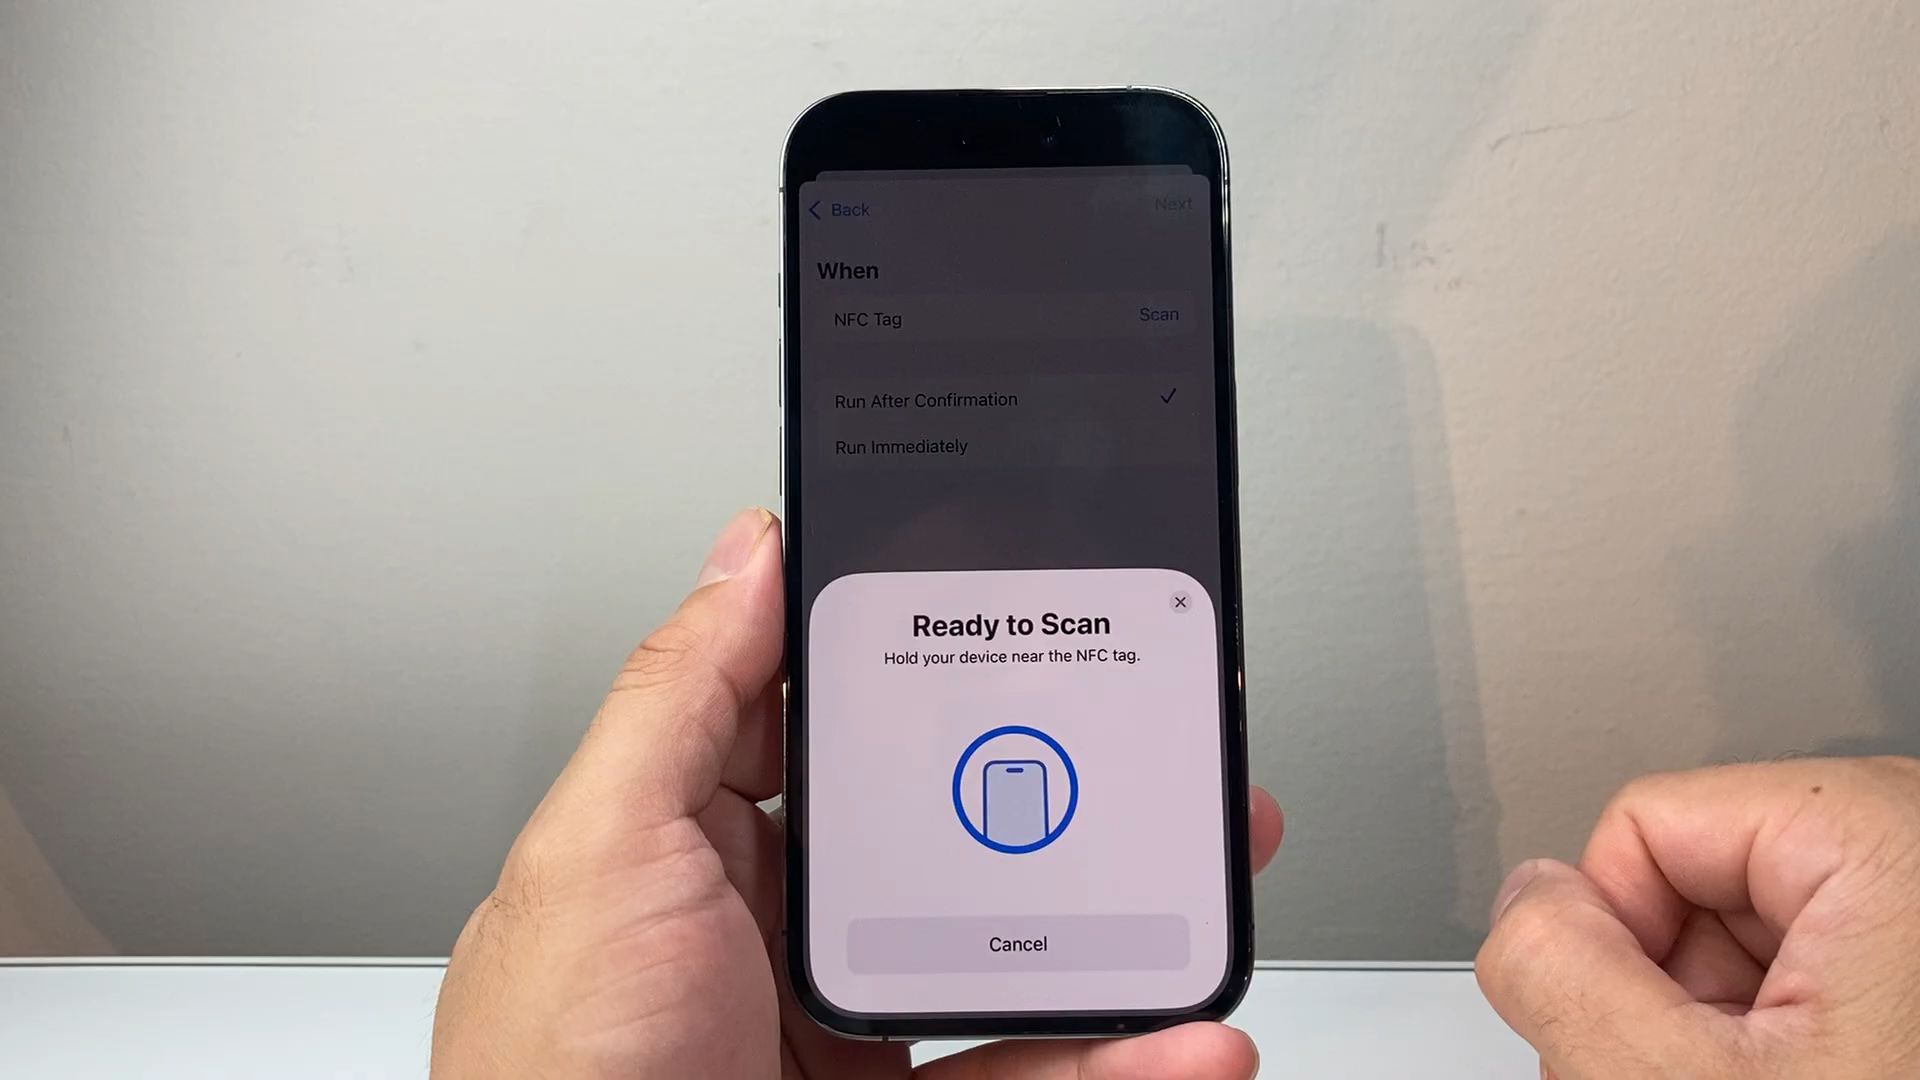 Back
Next
When
NFC Tag
Scan
Run After Confirmation
Run Immediately
Ready to Scan
Hold your device near the NFC tag.
Cancel